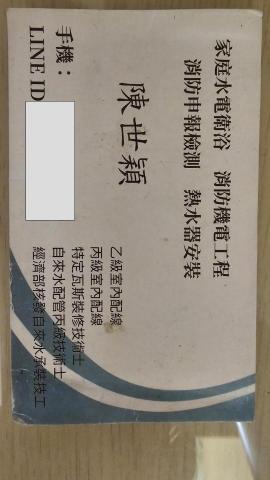 家庭水電衛浴 消防機電工程
消防申報檢測 熱水器安裝
陳世穎
手機：
LINE ID
乙級室內配線
丙級室內配線
特定瓦斯裝修技術士
自來水配管丙級技術士
經濟部核發自來水承裝技工